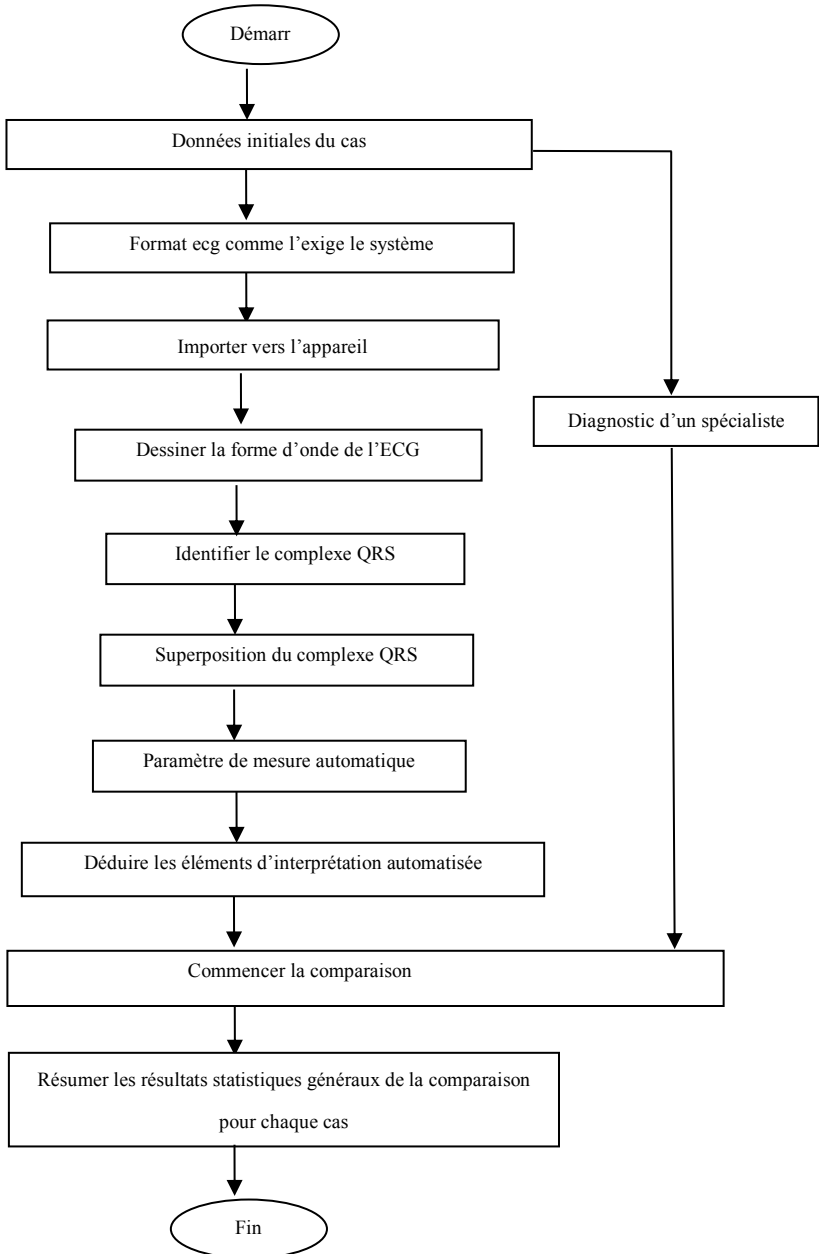 Démarr
Données initiales du cas
Format ecg comme l’exige le système
Importer vers l’appareil
Diagnostic d’un spécialiste
Dessiner la forme d’onde de l’ECG
Identifier le complexe QRS
Superposition du complexe QRS
Paramètre de mesure automatique
Déduire les éléments d’interprétation automatisée
Commencer la comparaison
Résumer les résultats statistiques généraux de la comparaison
pour chaque cas
Fin